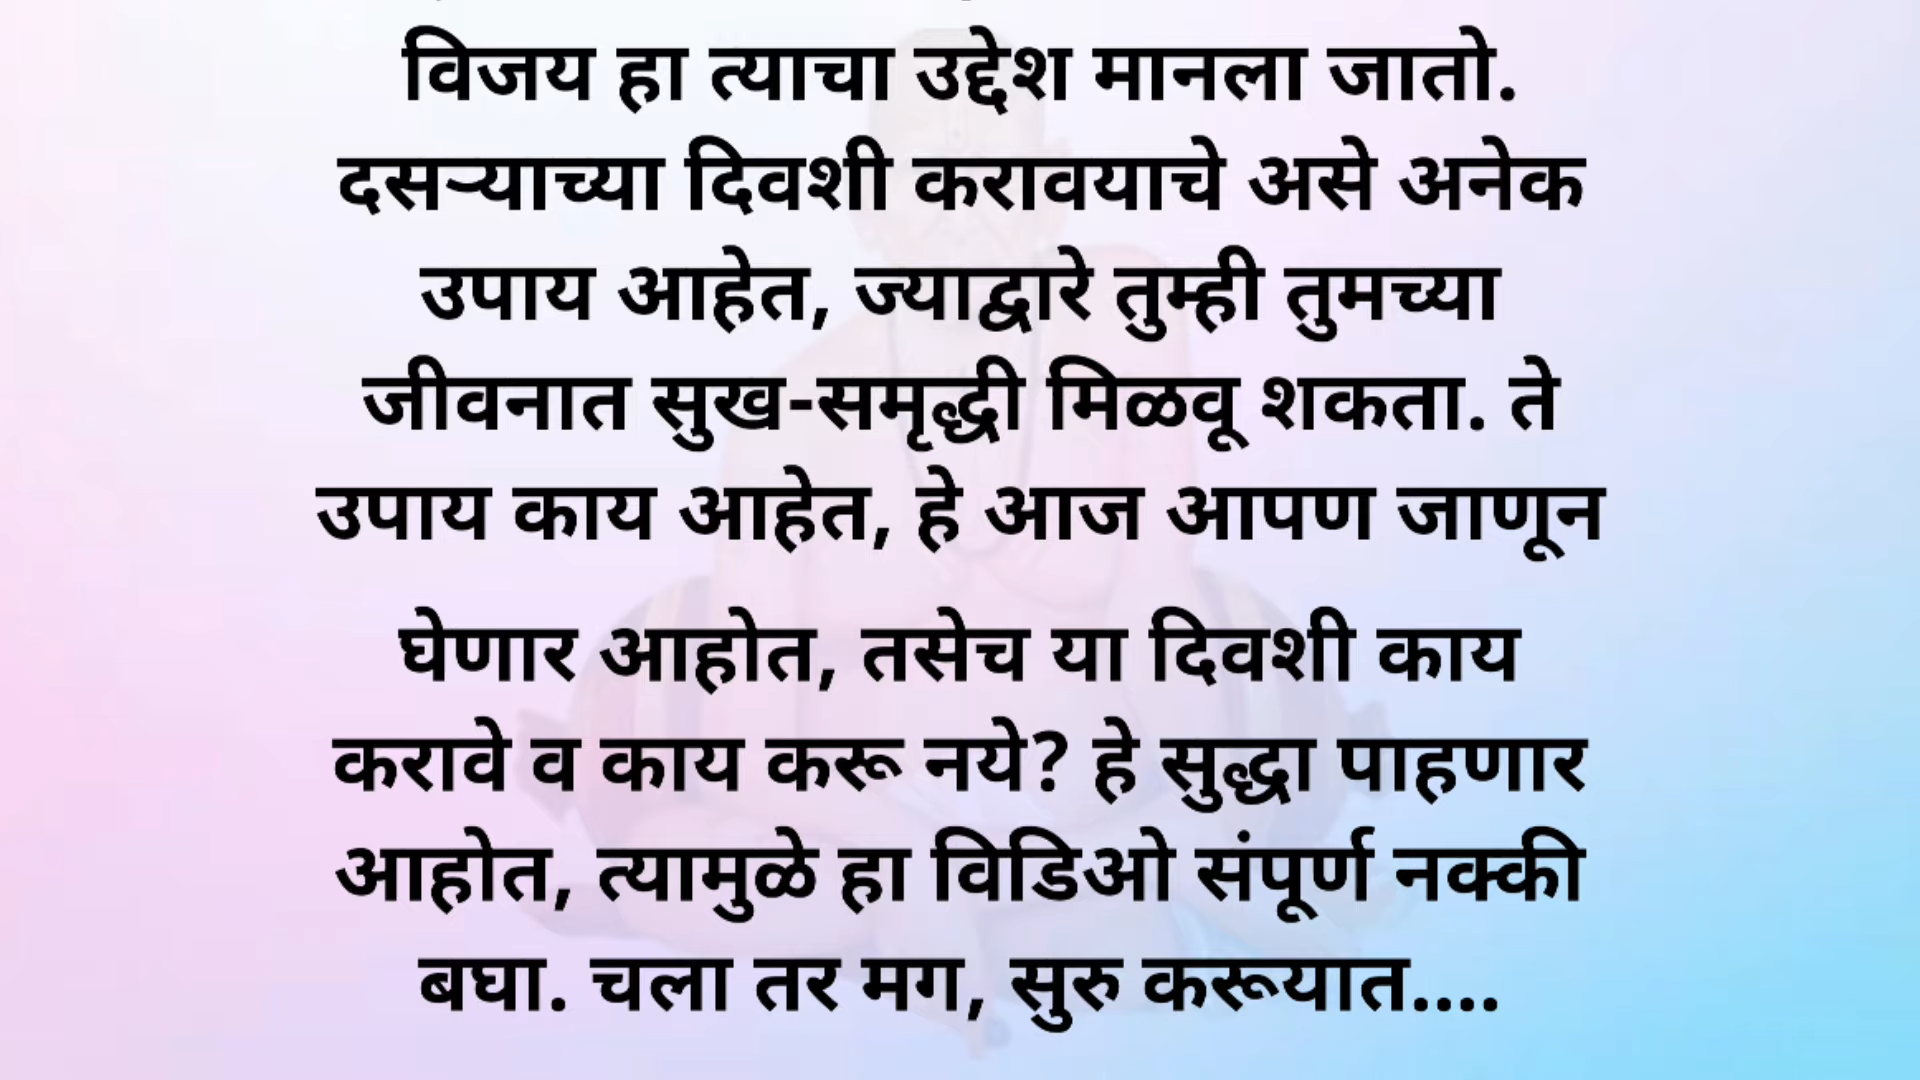 विजय हा त्याचा उद्देश मानला जातो.
दसऱ्याच्या दिवशी करावयाचे असे अनेक
उपाय आहेत, ज्याद्वारे तुम्ही तुमच्या
जीवनात सुख-समृद्धी मिळवू शकता. ते
उपाय काय आहेत, हे आज आपण जाणून
घेणार आहोत, तसेच या दिवशी काय
करावे व काय करू नये? हे सुद्धा पाहणार
आहोत, त्यामुळे हा विडिओ संपूर्ण नक्की
बघा. चला तर मग, सुरु करूयात....